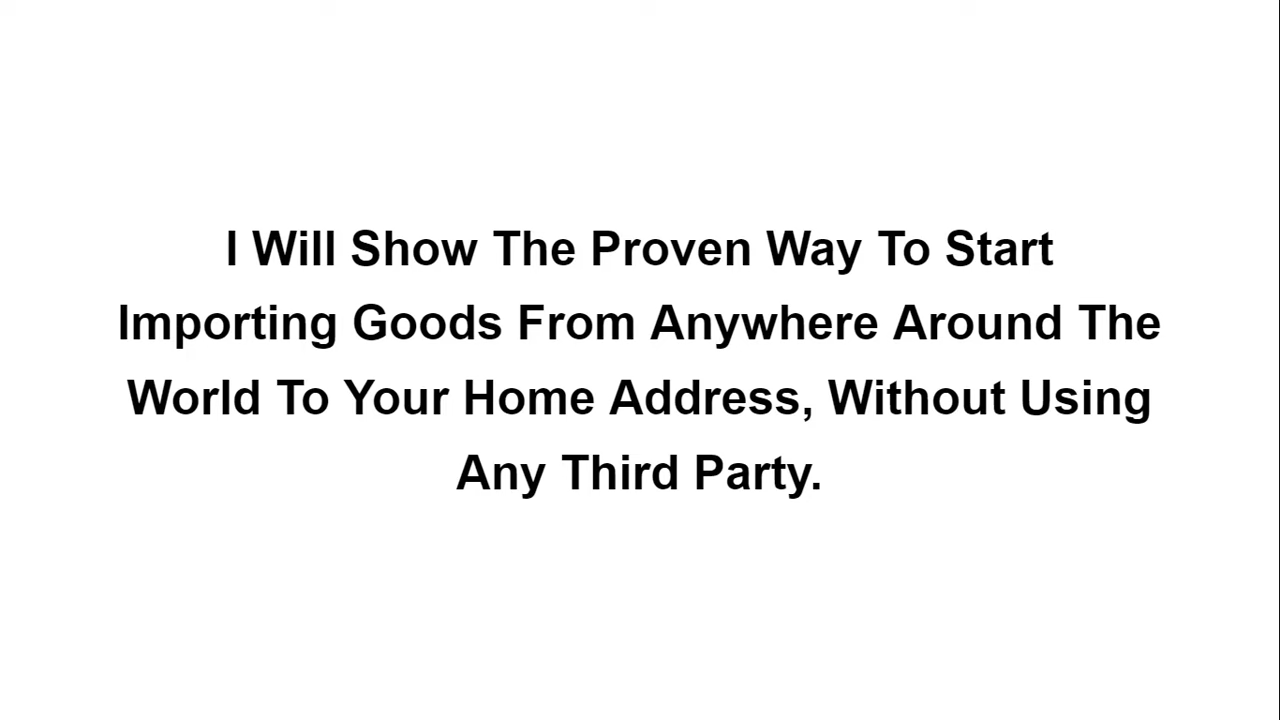 I Will Show The Proven Way To Start
Importing Goods From Anywhere Around The
World To Your Home Address, Without Using
Any Third Party.